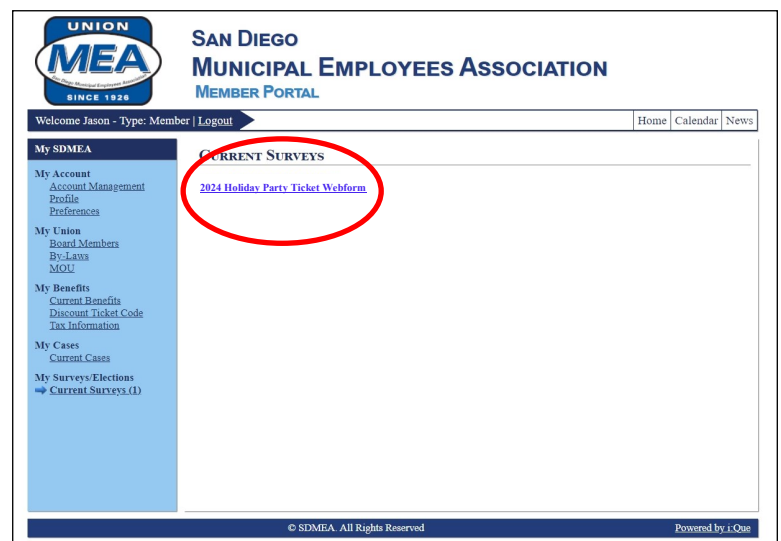 UNION
MEA
San Diego Municipal Employees Association
SINCE 1926
SAN DIEGO
MUNICIPAL EMPLOYEES ASSOCIATION
MEMBER PORTAL
Welcome Jason - Type: Member | Logout
Home Calendar News
My SDMEA
My Account
Account Management
Profile
Preferences
My Union
Board Members
By-Laws
MOU
My Benefits
Current Benefits
Discount Ticket Code
Tax Information
My Cases
Current Cases
My Surveys/Elections
Current Surveys (1)
CURRENT SURVEYS
2024 Holiday Party Ticket Webform
© SDMEA. All Rights Reserved
Powered by i:Que